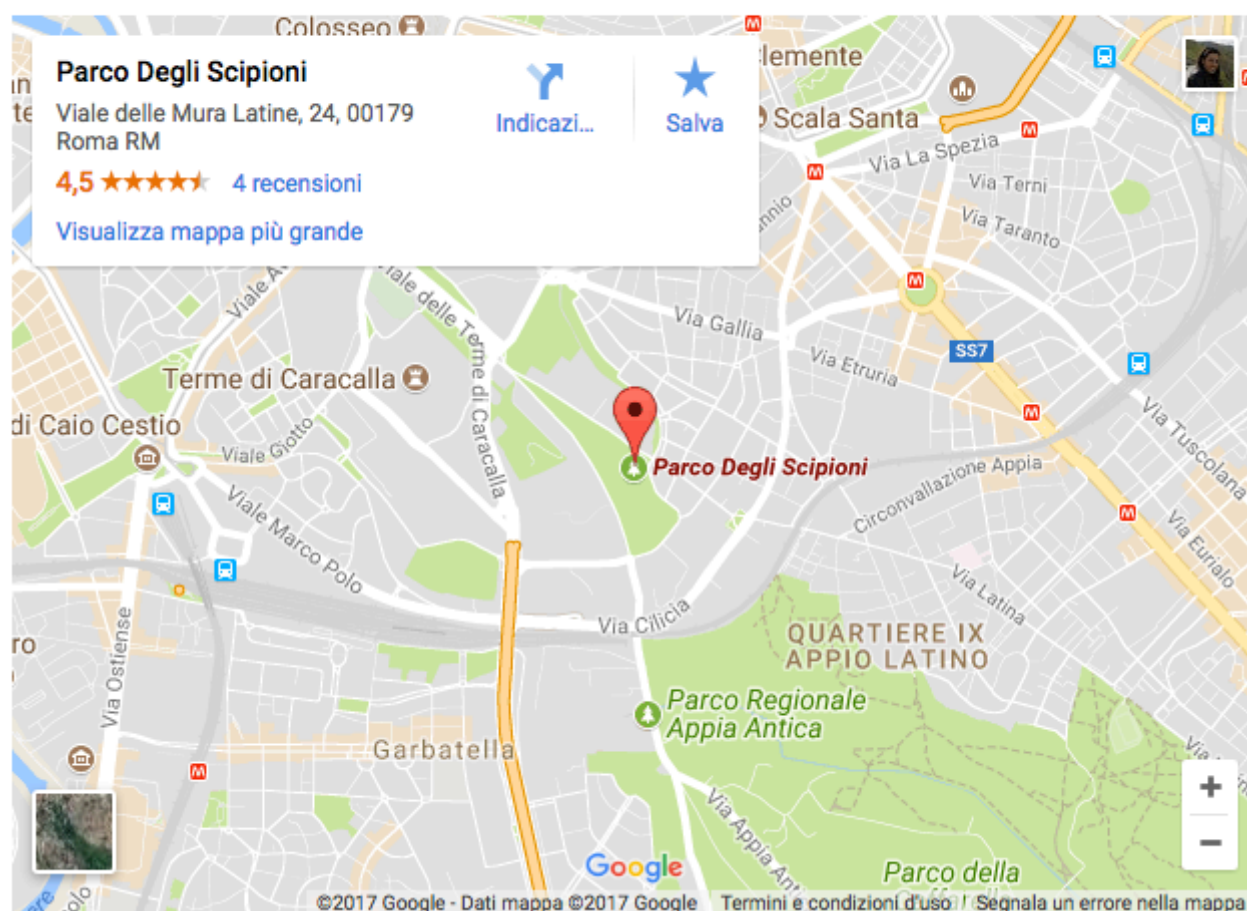 Colosseo
Parco Degli Scipioni
Viale delle Mura Latine, 24, 00179
Roma RM
4,5
4 recensioni
Visualizza mappa più grande
Indicazi...
Salva
lemente
Scala Santa
Via La Spezia
Via Terni
Via Taranto
Viale delle Terme di Caracalla
Via Gallia
Via Etruria
SS7
Terme di Caracalla
di Caio Cestio
Viale Giotto
Parco Degli Scipioni
Circonvallazione Appia
Via Tuscolana
Via Eurialo
Viale Marco Polo
Via Latina
Via Cilicia
QUARTIERE IX
APPIO LATINO
Via Ostiense
Parco Regionale
Appia Antica
Garbatella
Via Appia Ant
Google
Parco della
©2017 Google - Dati mappa ©2017 Google
Termini e condizioni d'uso
Segnala un errore nella mappa